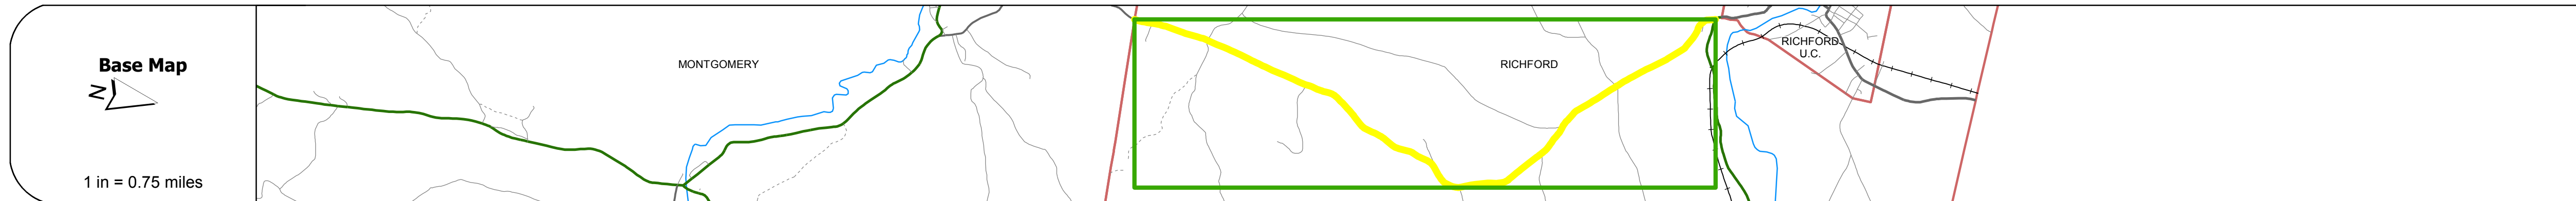 Base Map
N
1 in = 0.75 miles
MONTGOMERY
RICHFORD
RICHFORD
U.C.